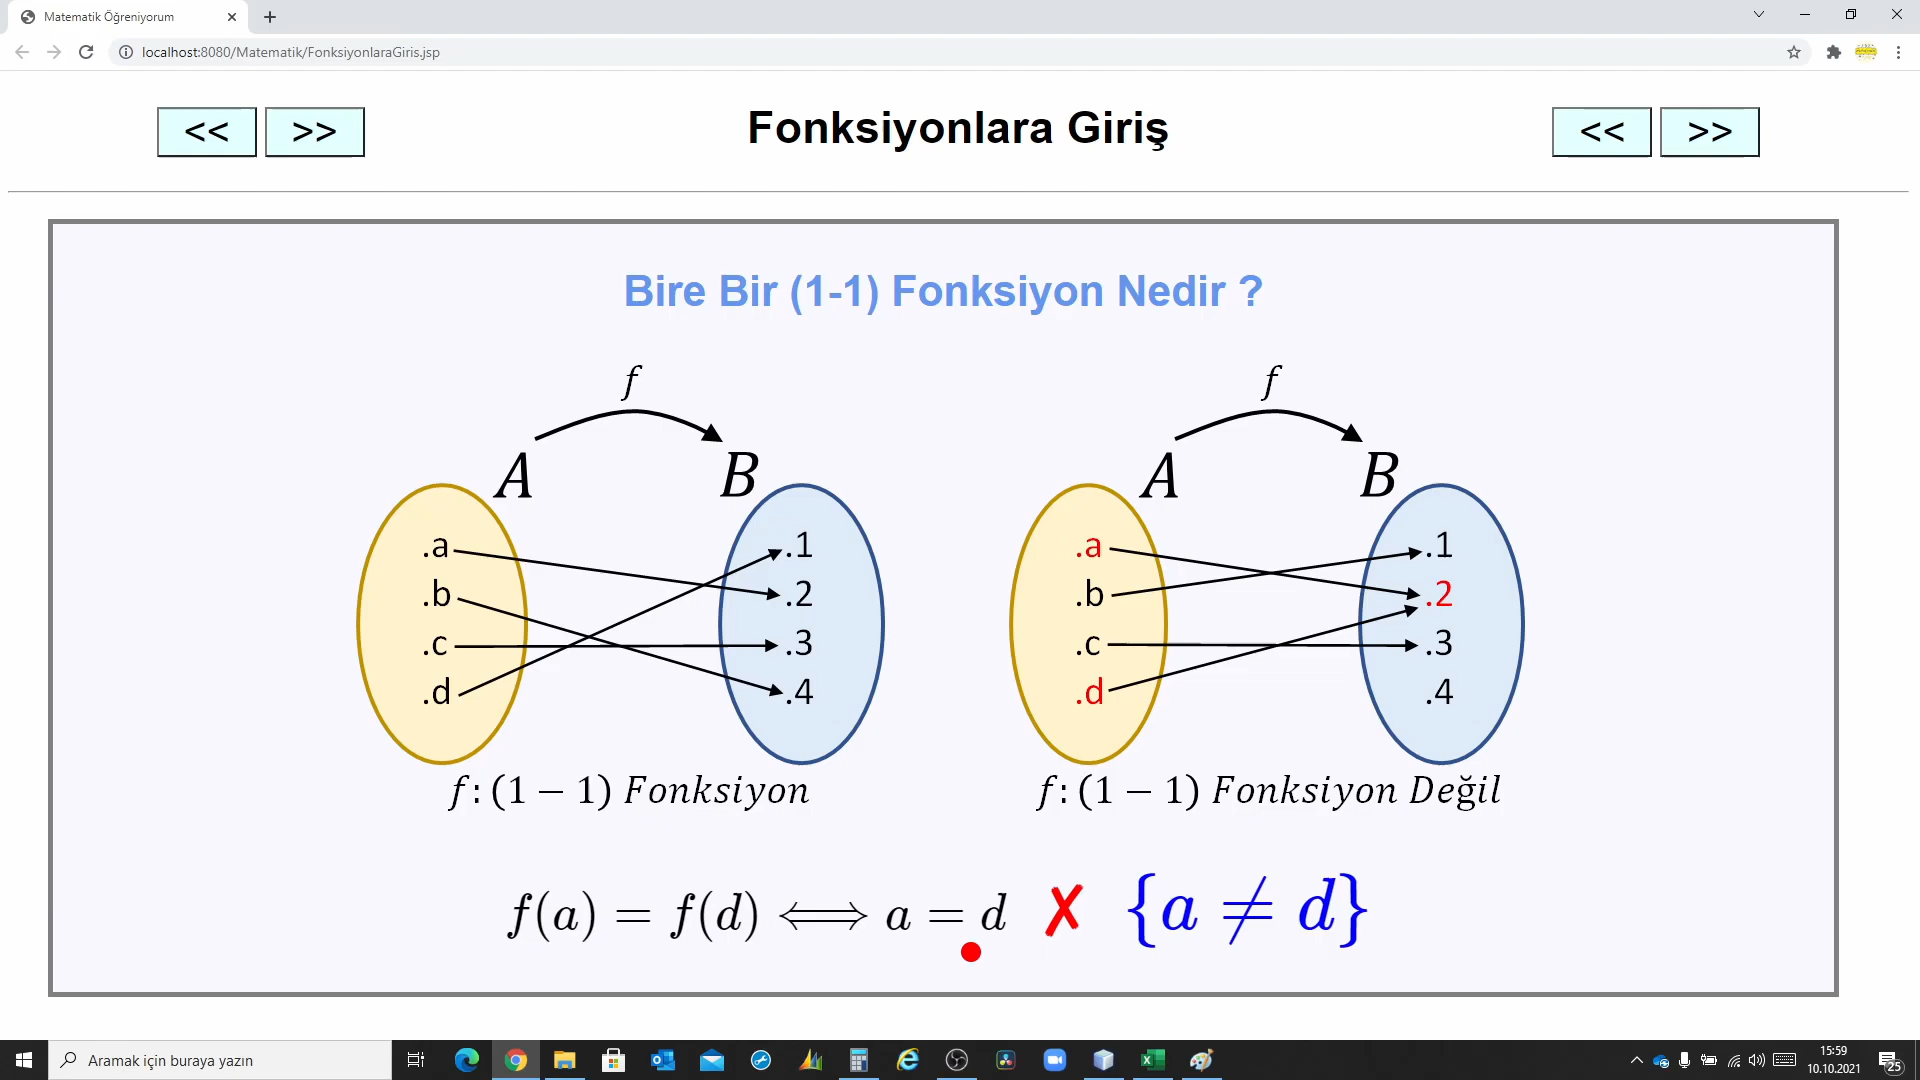 Matematik Öğreniyorum
localhost:8080/Matematik/FonksiyonlaraGiris.jsp
<< >> Fonksiyonlara Giriş << >>
Bire Bir (1-1) Fonksiyon Nedir ?
f f
A B A B
.a .1 .a .1
.b .2 .b .2
.c .3 .c .3
.d .4 .d .4
f:(1 − 1) Fonksiyon f:(1 − 1) Fonksiyon Değil
f(a) = f(d) ⟺ a = d ✗ {a ≠ d}
Aramak için buraya yazın
15:59
10.10.2021
25